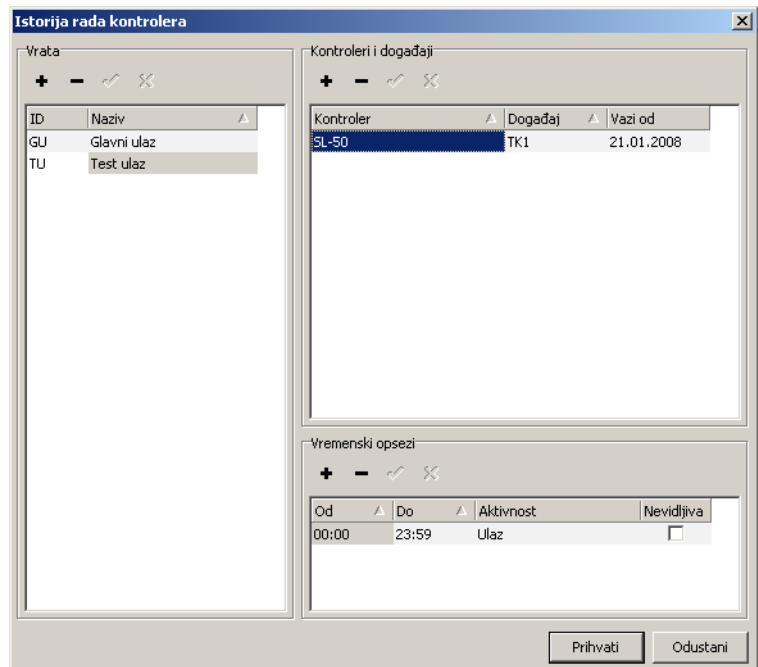 Istorija rada kontrolera
Vrata
ID Naziv
GU Glavni ulaz
TU Test ulaz
Kontroleri i događaji
Kontroler Događaj Vazi od
SL-50 TK1 21.01.2008
Vremenski opsezi
Od Do Aktivnost Nevidljiva
00:00 23:59 Ulaz
Prihvati Odustani